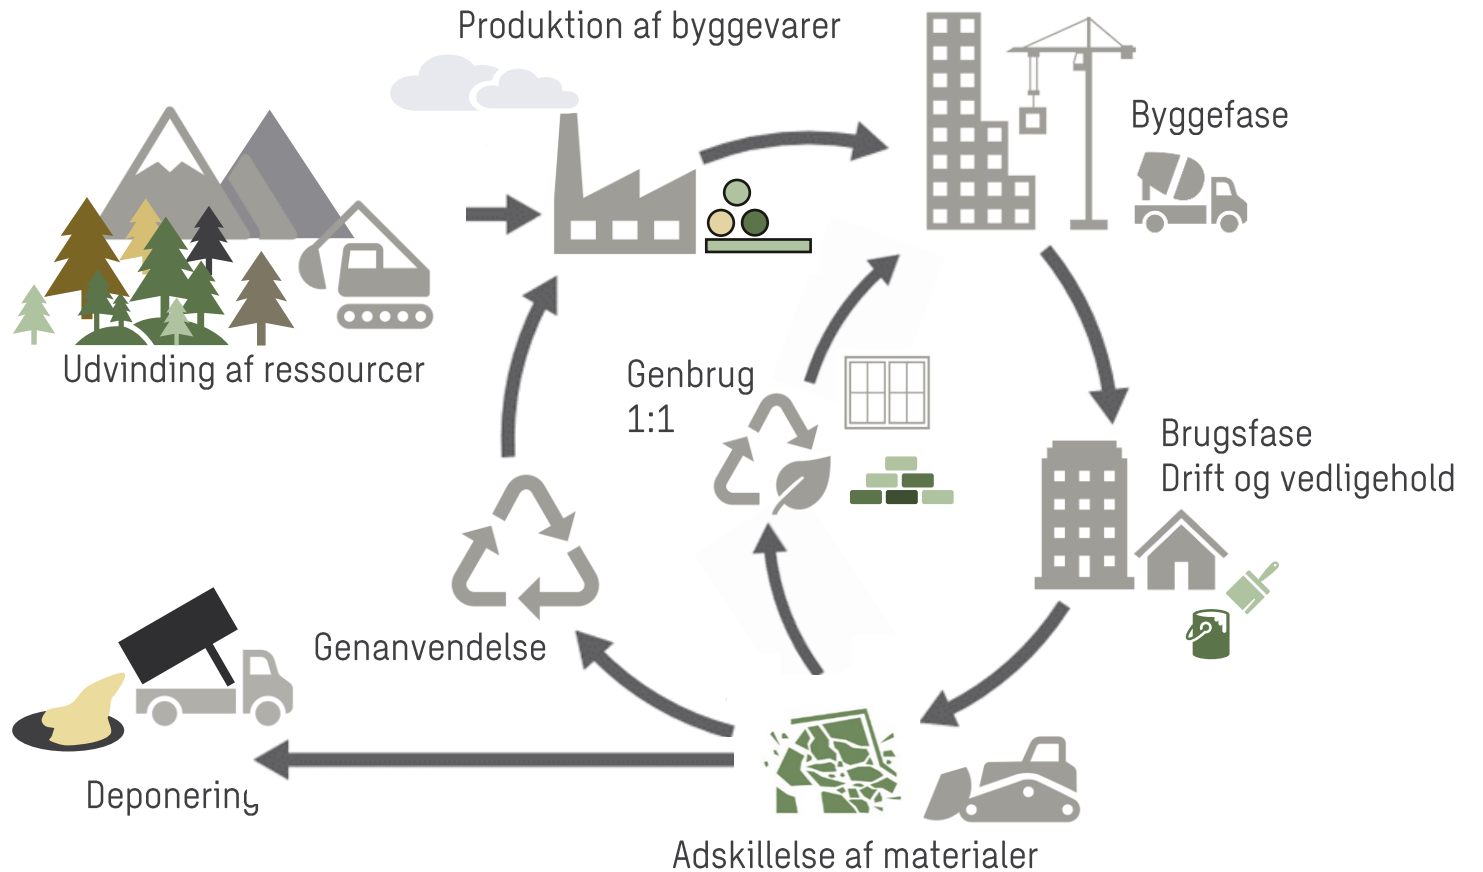 Produktion af byggevarer
Byggefase
Udvinding af ressourcer
Genbrug
1:1
Brugsfase
Drift og vedligehold
Genanvendelse
Deponering
Adskillelse af materialer